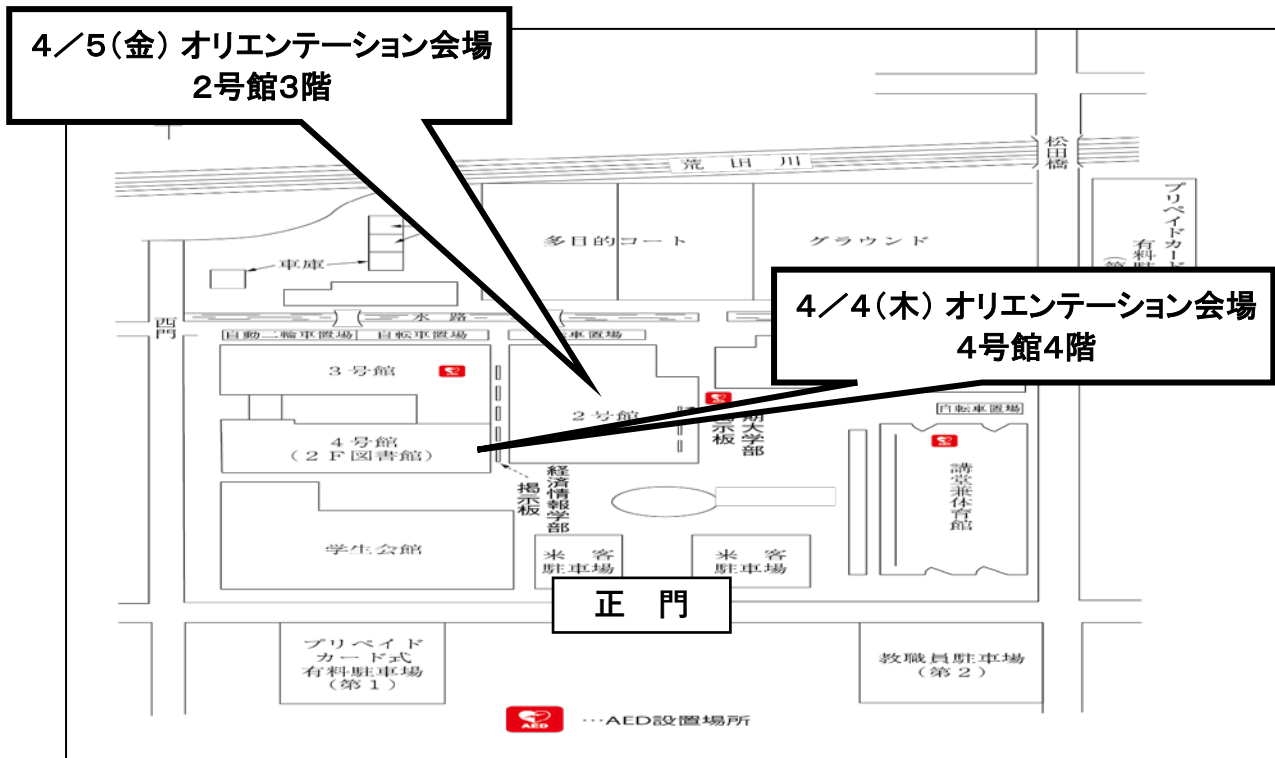 4/5(金) オリエンテーション会場
2号館3階
荒田川
松田橋
プリペイドカード
有料駐
(第
多目的コート
グラウンド
車庫
4/4(木) オリエンテーション会場
4号館4階
西門
水路
自動二輪車置場
自転車置場
車置場
3号館
2号館
期大学部
掲示板
自転車置場
4号館
(2F図書館)
講堂兼体育館
経済情報学部
掲示板
学生会館
来客
駐車場
来客
駐車場
正門
プリペイド
カード式
有料駐車場
(第1)
教職員駐車場
(第2)
AED
…AED設置場所